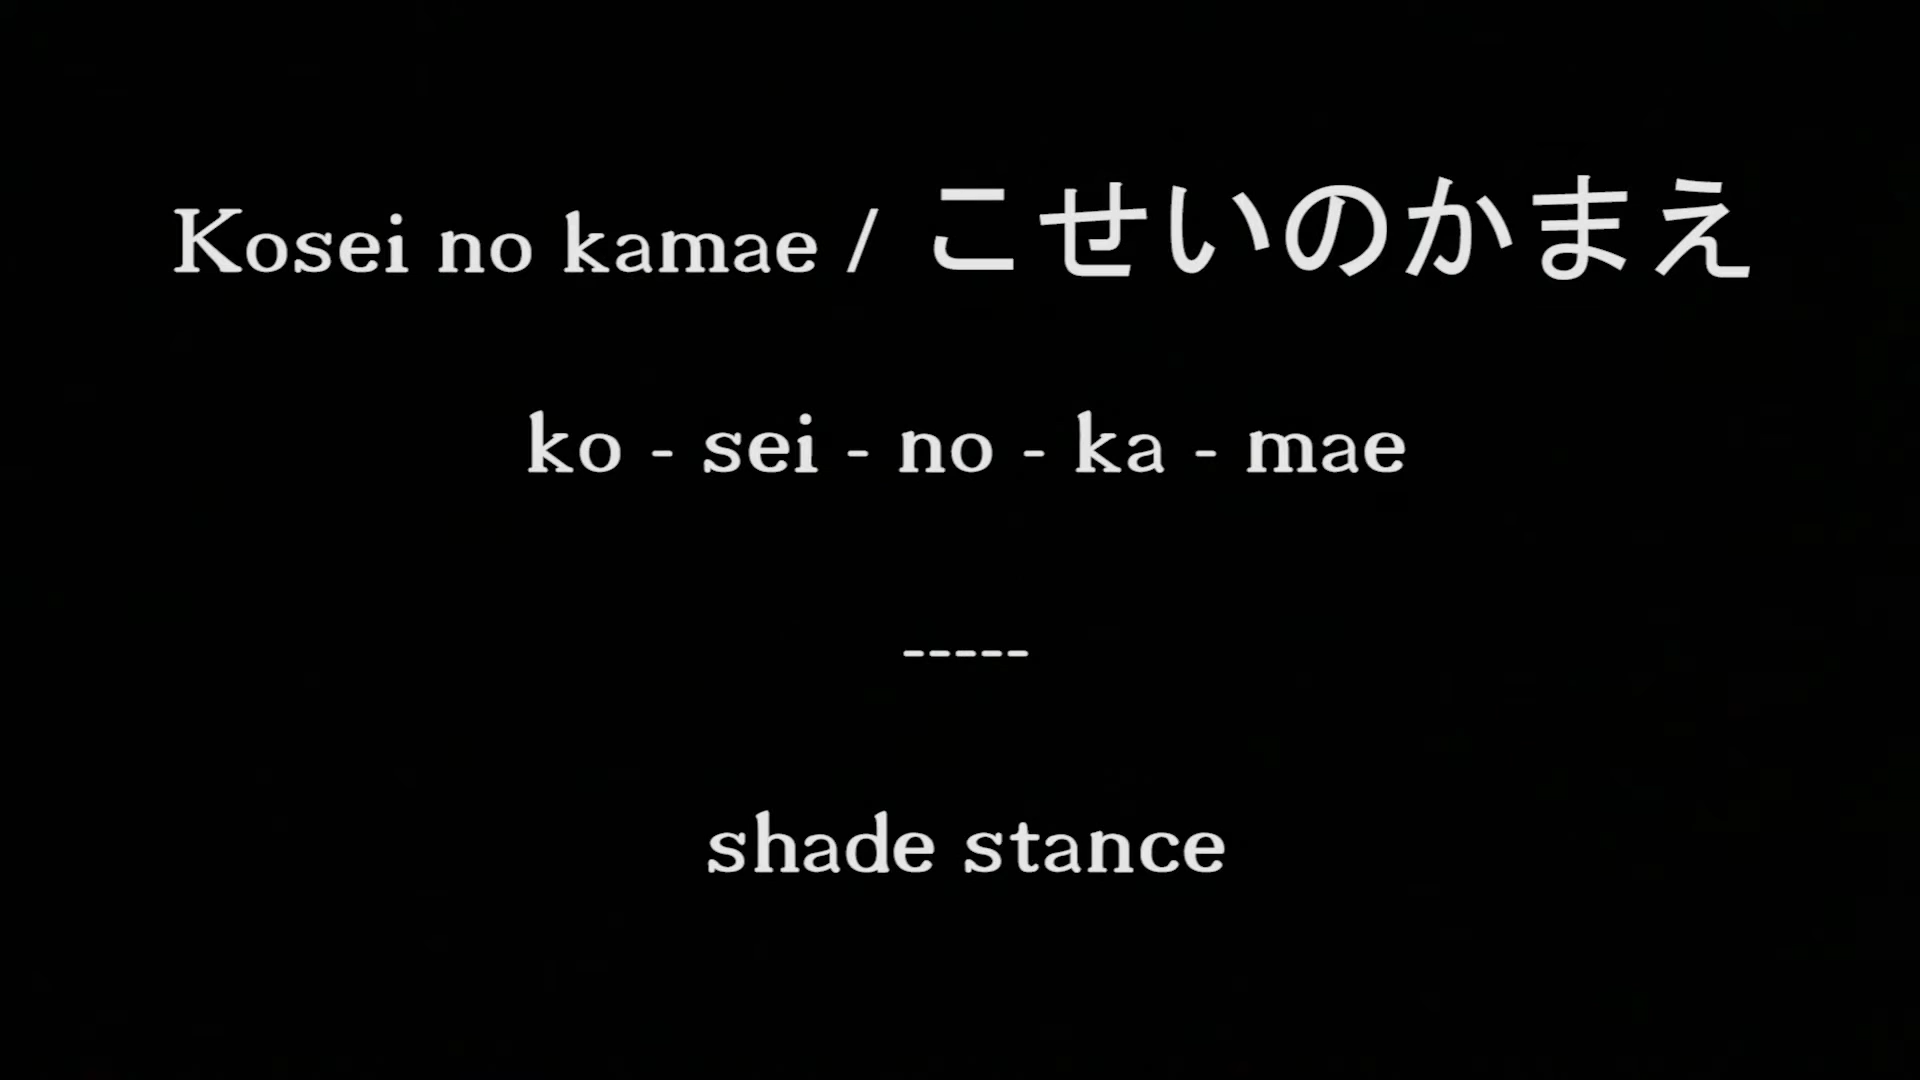 Kosei no kamae / こせいのかまえ
ko - sei - no - ka - mae
-----
shade stance